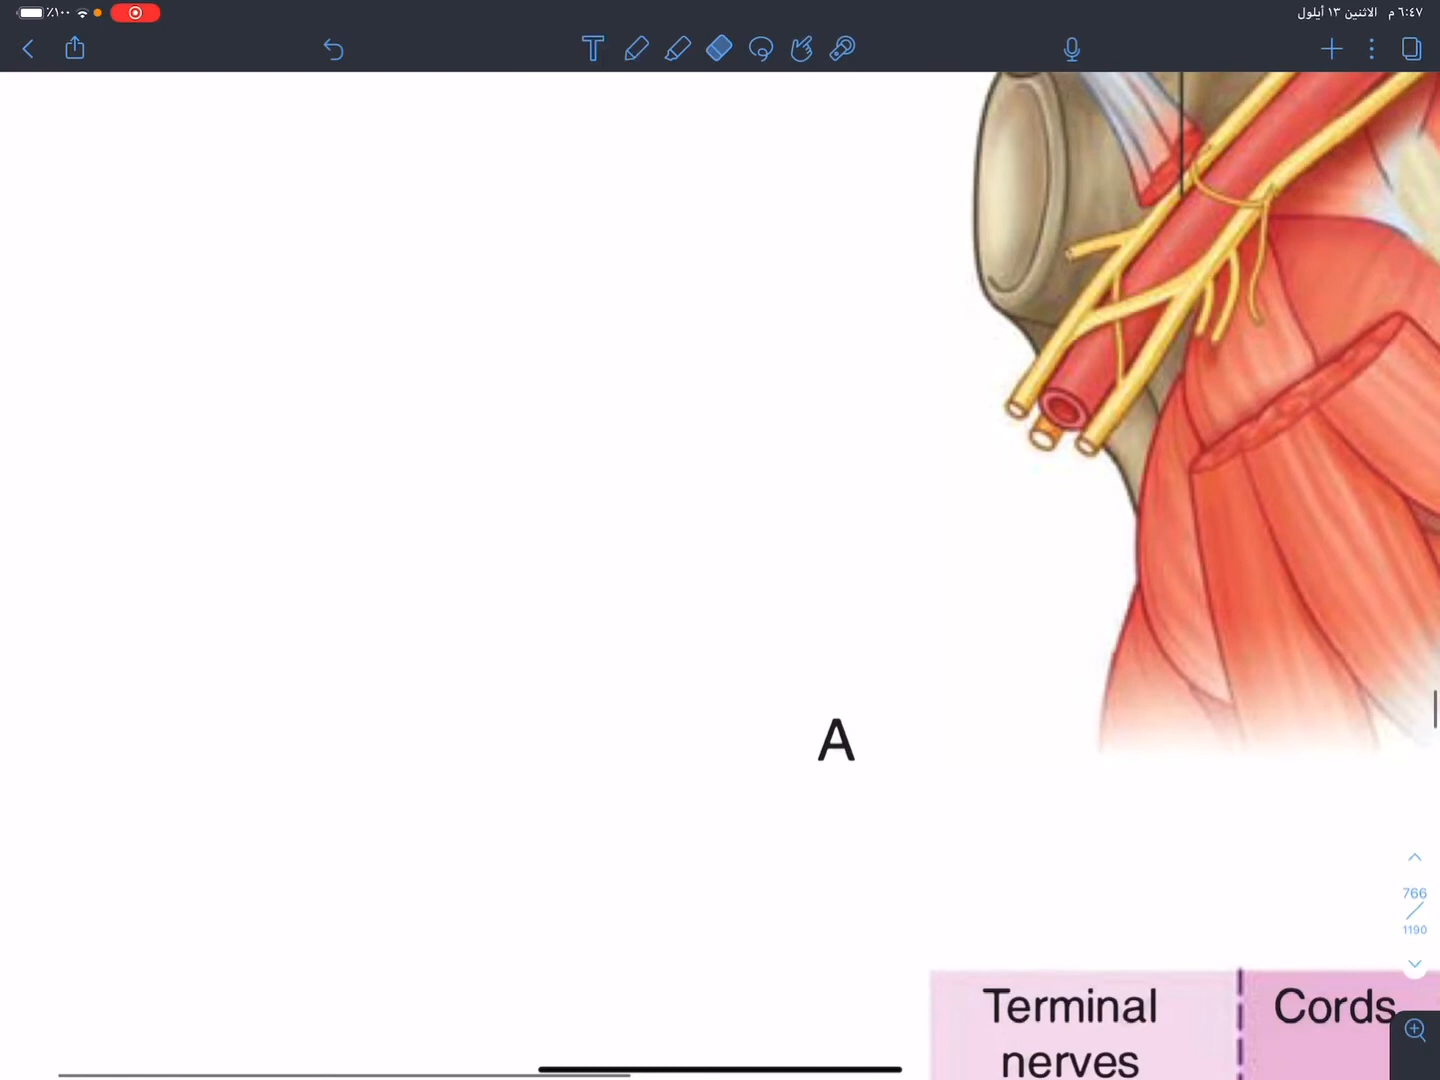 ٪١٠٠
٦:٤٧ م الاثنين ١٣ أيلول
T
A
766
1190
Terminal
nerves
Cords